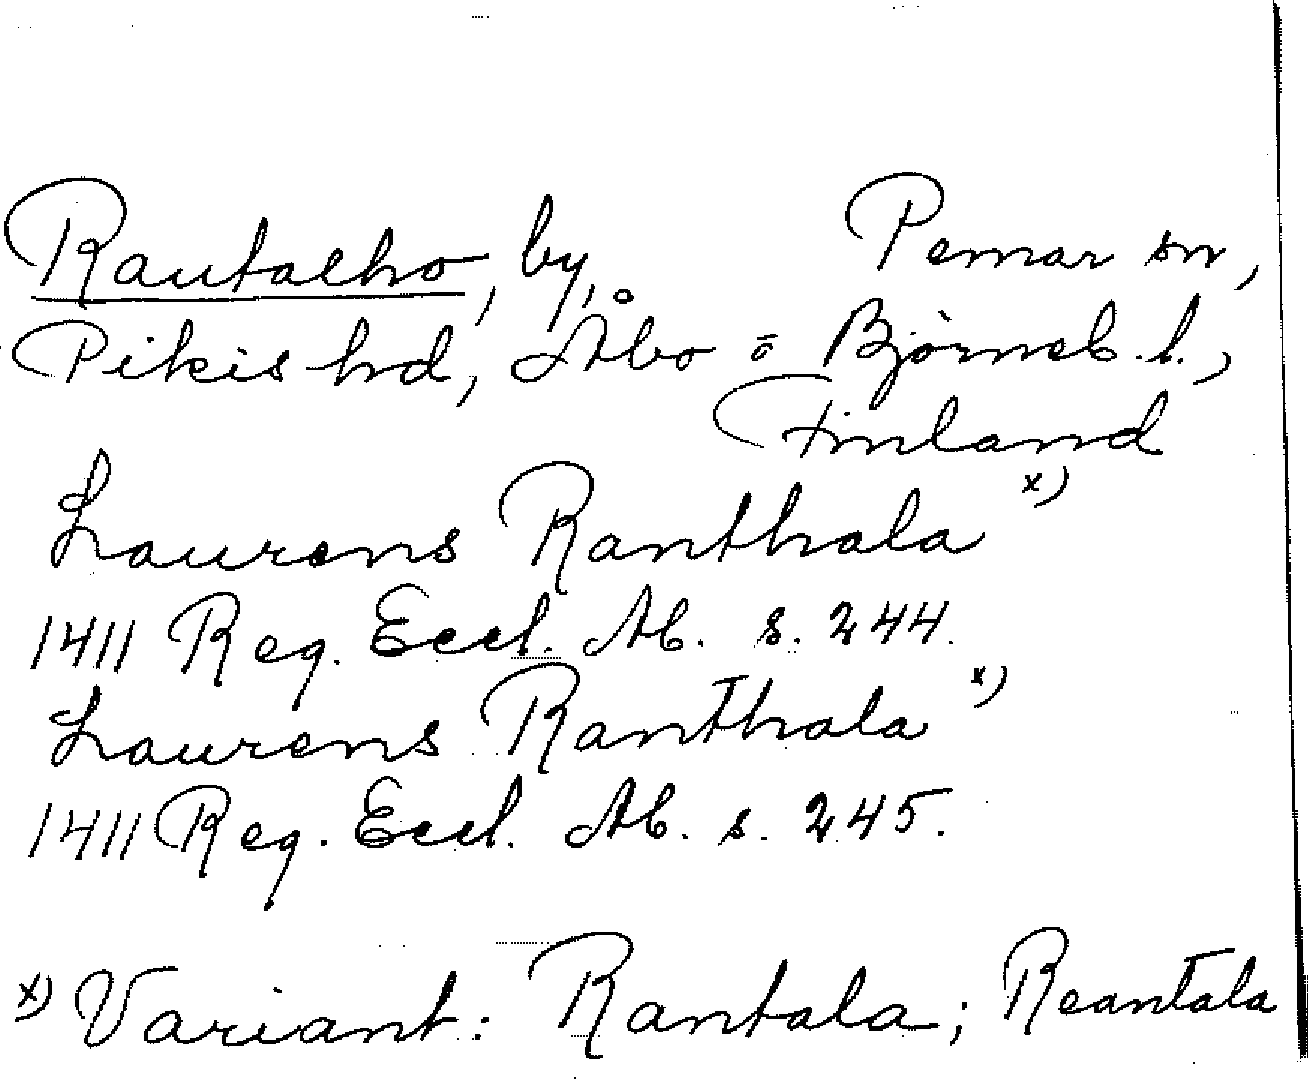 Rautalho, by, Pemar sn,
Pikis hd, Åbo o Björneb. l.,
Finland
Laurens Ranthala x)
1411 Reg. Eccl. Ab. s. 244.
Laurens Ranthala x)
1411 Reg. Eccl. Ab. s. 245.
x) Variant: Rantala; Reantala